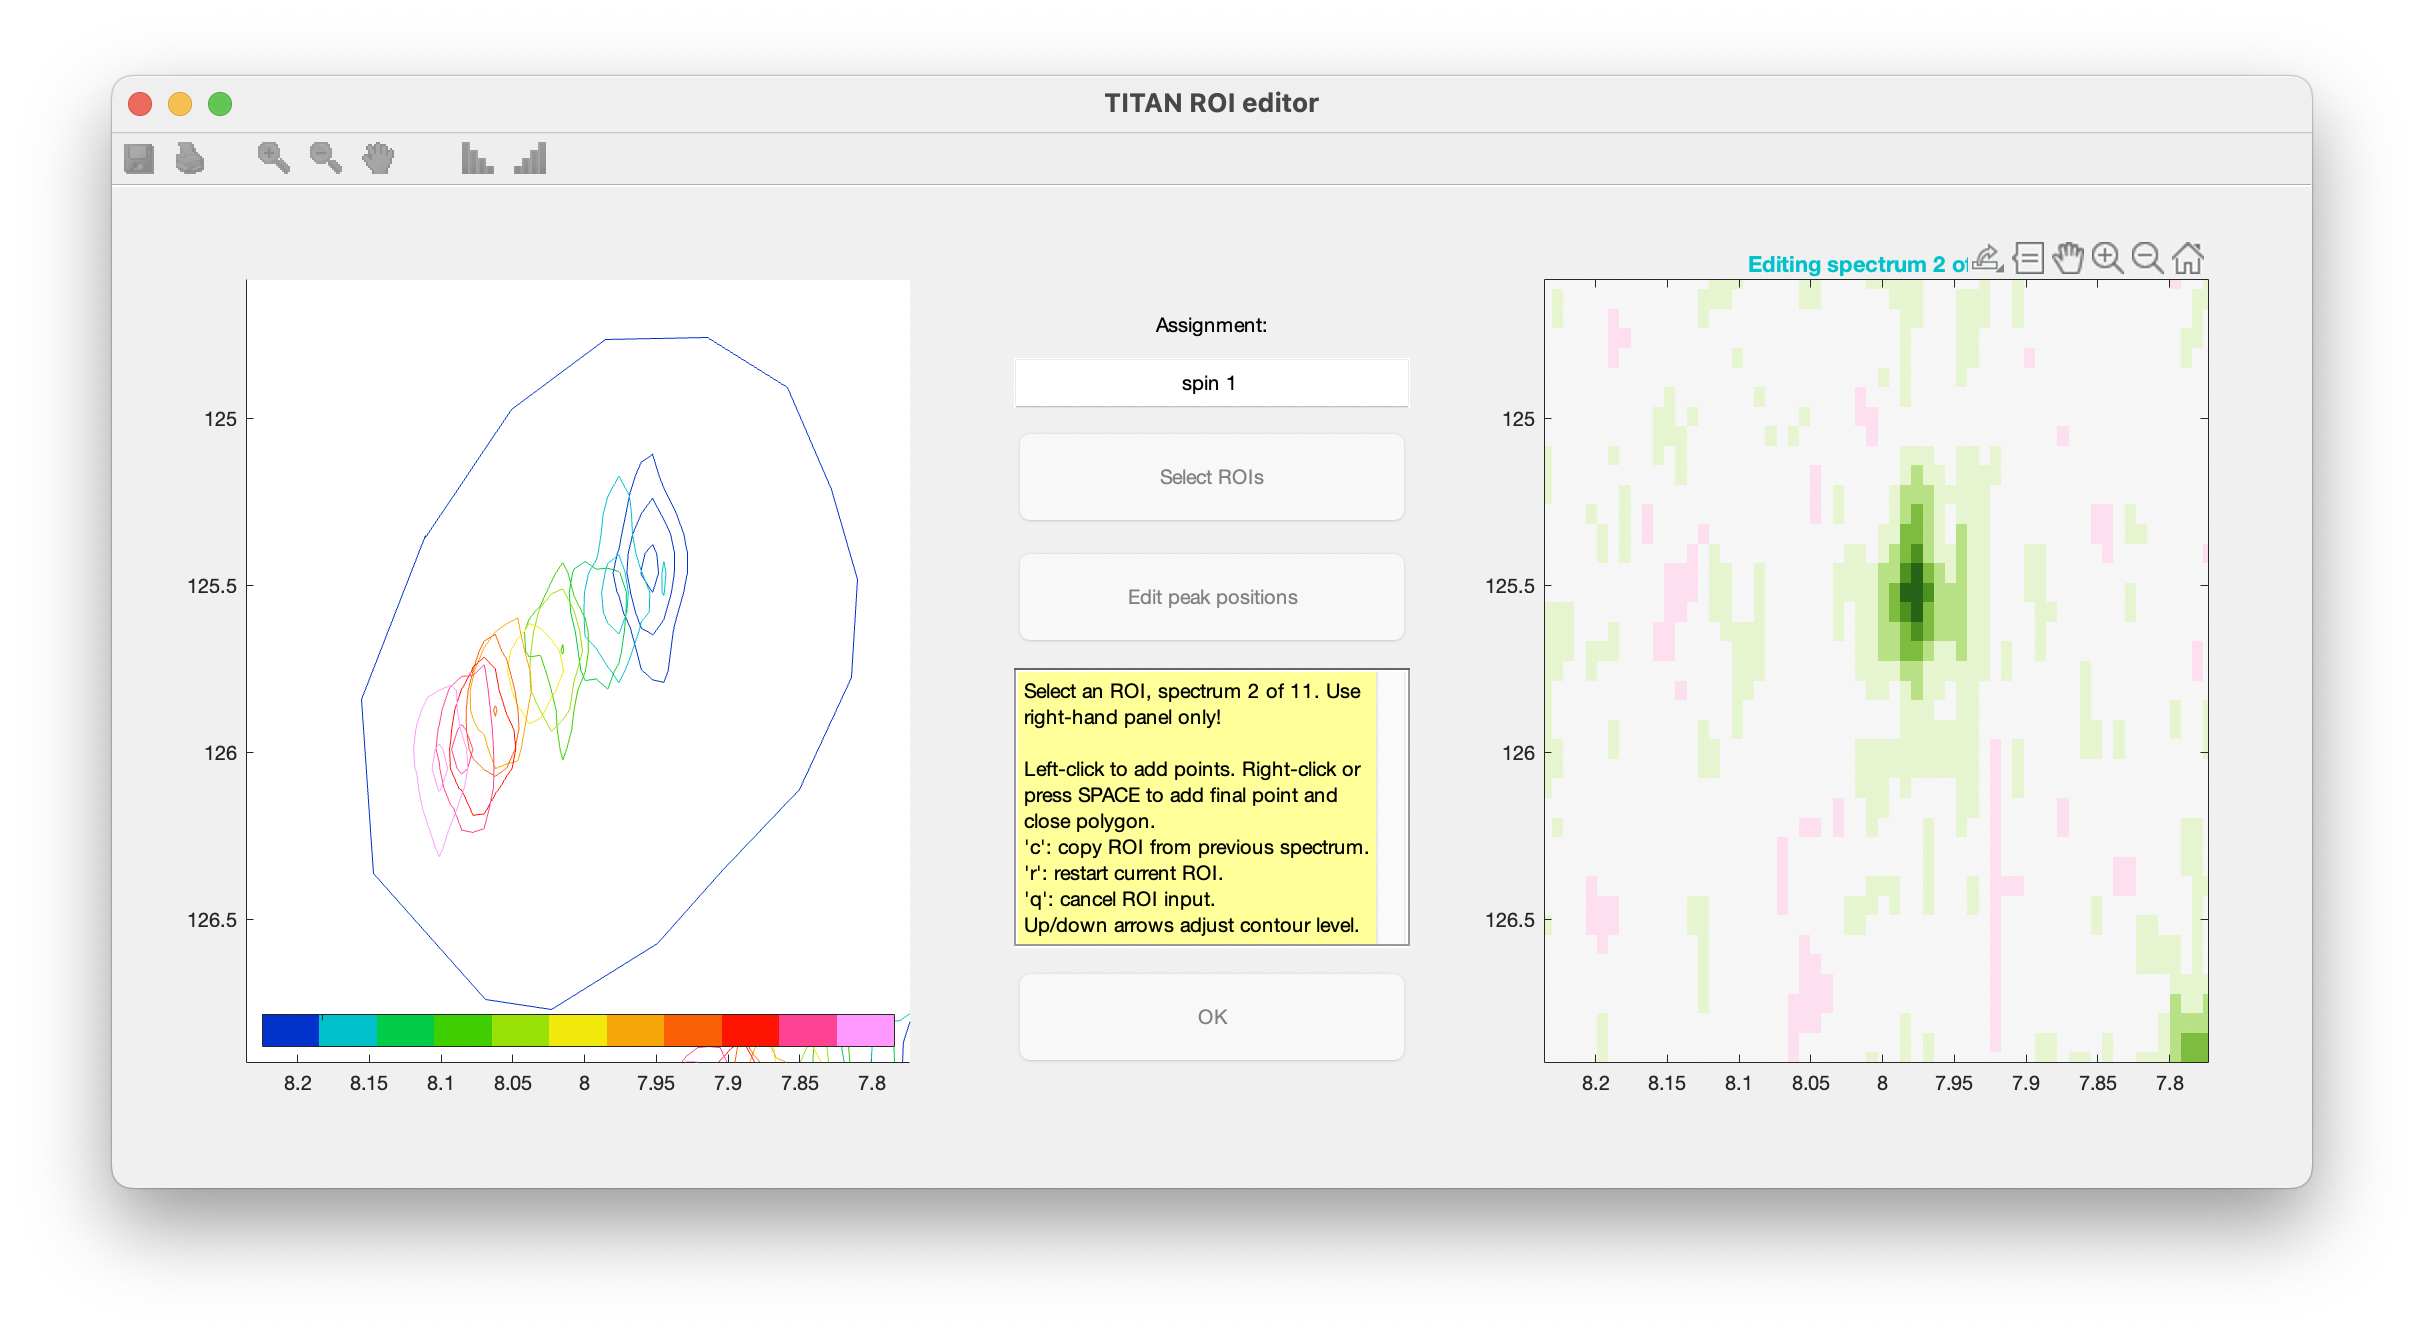 TITAN ROI editor
Editing spectrum 2 of
125
125.5
126
126.5
8.2 8.15 8.1 8.05 8 7.95 7.9 7.85 7.8
Assignment:
spin 1
Select ROIs
Edit peak positions
Select an ROI, spectrum 2 of 11. Use
right-hand panel only!
Left-click to add points. Right-click or
press SPACE to add final point and
close polygon.
'c': copy ROI from previous spectrum.
'r': restart current ROI.
'q': cancel ROI input.
Up/down arrows adjust contour level.
OK
125
125.5
126
126.5
8.2 8.15 8.1 8.05 8 7.95 7.9 7.85 7.8